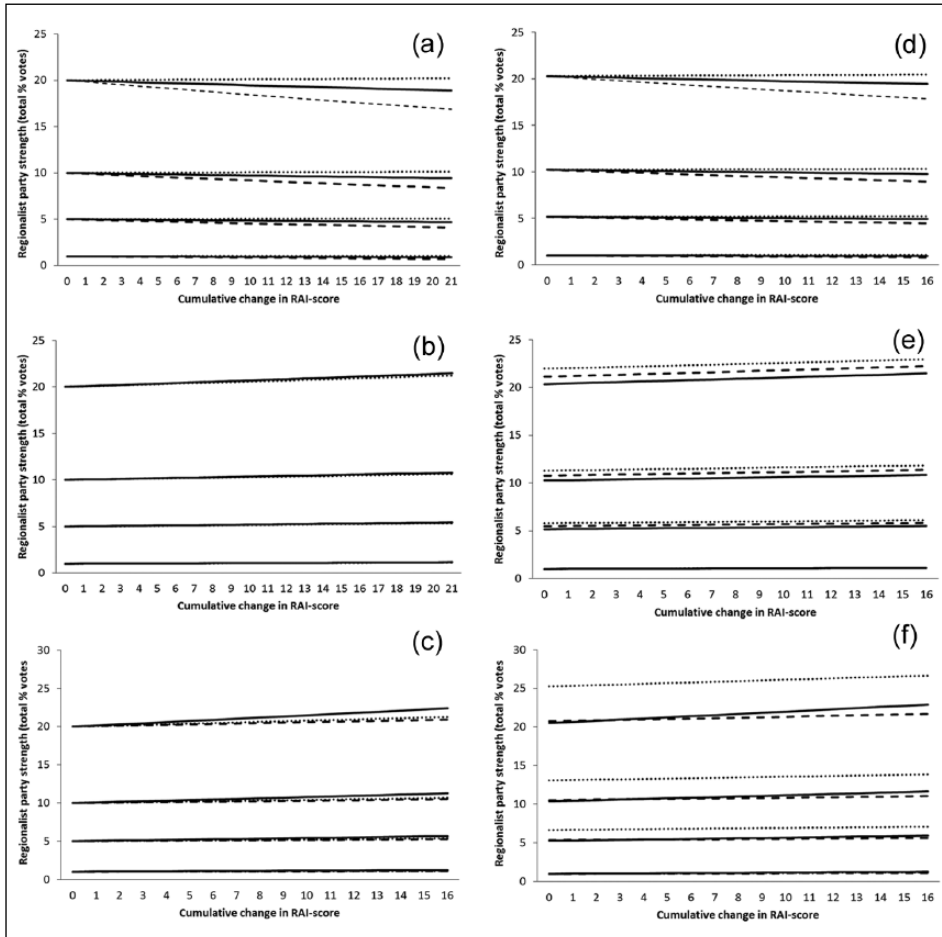 (a)
Regionalist party strength (total % votes)
25
20
15
10
5
0
0 1 2 3 4 5 6 7 8 9 10 11 12 13 14 15 16 17 18 19 20 21
Cumulative change in RAI-score
(d)
Regionalist party strength (total % votes)
25
20
15
10
5
0
0 1 2 3 4 5 6 7 8 9 10 11 12 13 14 15 16
Cumulative change in RAI-score
(b)
Regionalist party strength (total % votes)
25
20
15
10
5
0
0 1 2 3 4 5 6 7 8 9 10 11 12 13 14 15 16 17 18 19 20 21
Cumulative change in RAI-score
(e)
Regionalist party strength (total % votes)
25
20
15
10
5
0
0 1 2 3 4 5 6 7 8 9 10 11 12 13 14 15 16
Cumulative change in RAI-score
(c)
Regionalist party strength (total % votes)
30
25
20
15
10
5
0
0 1 2 3 4 5 6 7 8 9 10 11 12 13 14 15 16
Cumulative change in RAI-score
(f)
Regionalist party strength (total % votes)
30
25
20
15
10
5
0
0 1 2 3 4 5 6 7 8 9 10 11 12 13 14 15 16
Cumulative change in RAI-score